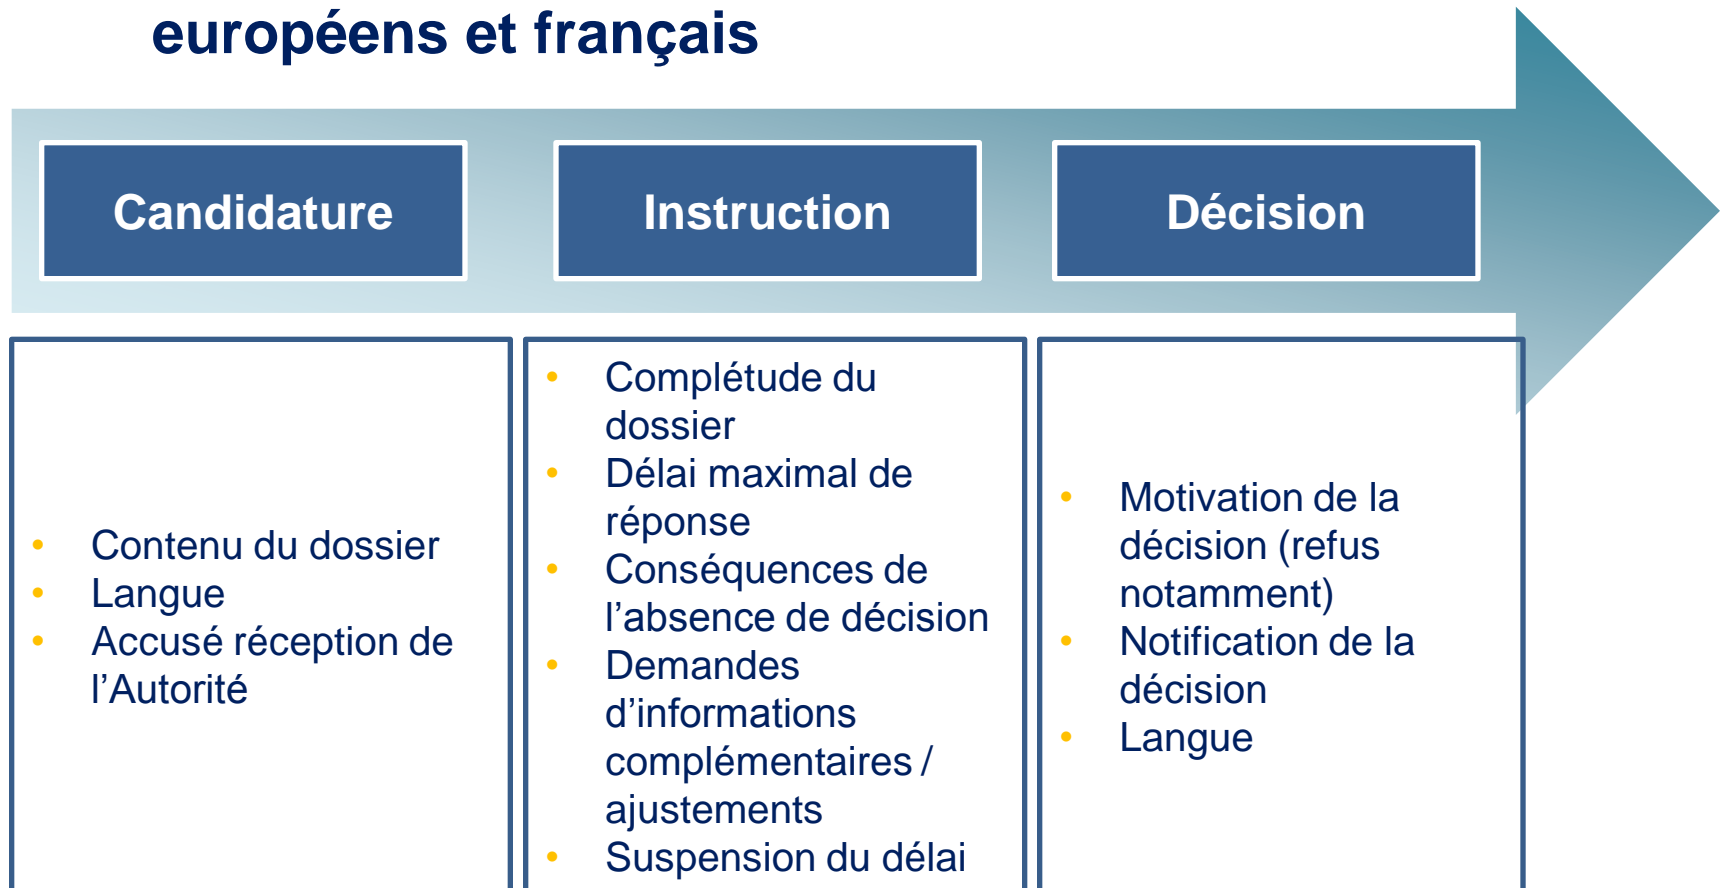 européens et français
Candidature
Instruction
Décision
• Contenu du dossier
• Langue
• Accusé réception de
l’Autorité
• Complétude du
dossier
• Délai maximal de
réponse
• Conséquences de
l’absence de décision
• Demandes
d’informations
complémentaires /
ajustements
• Suspension du délai
• Motivation de la
décision (refus
notamment)
• Notification de la
décision
• Langue